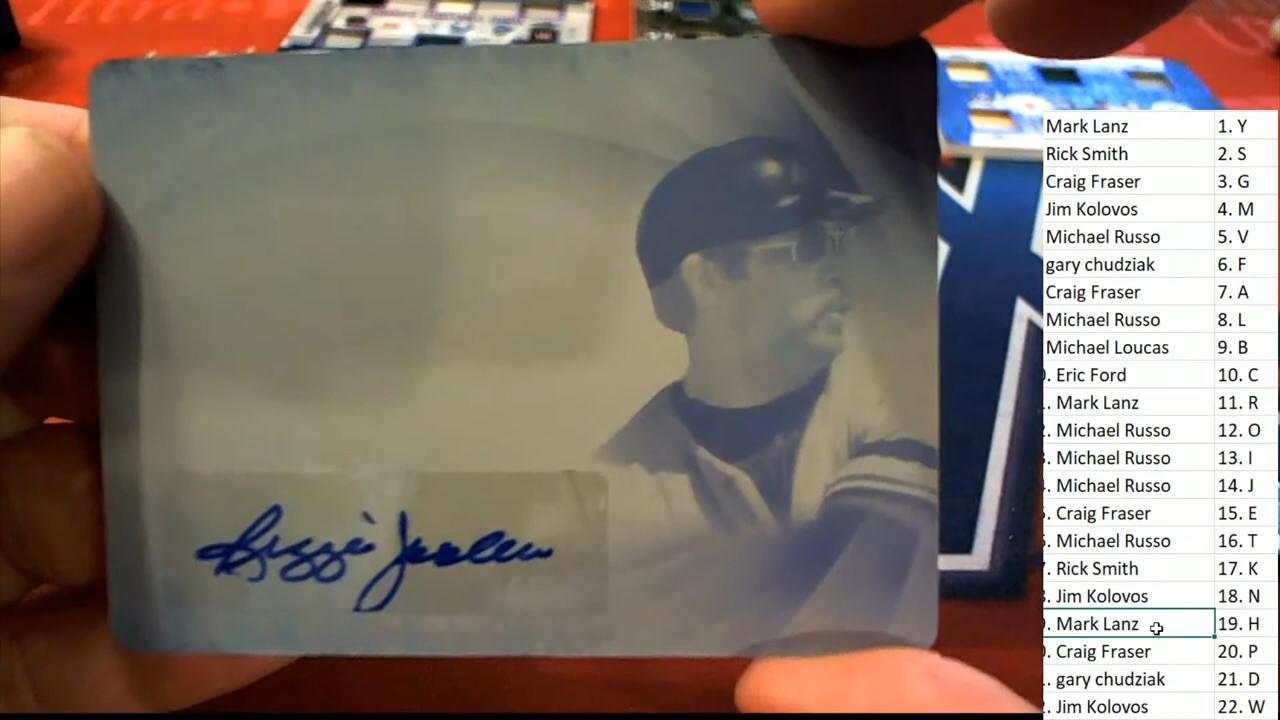 Reggie Jackson
Mark Lanz 1. Y
Rick Smith 2. S
Craig Fraser 3. G
Jim Kolovos 4. M
Michael Russo 5. V
gary chudziak 6. F
Craig Fraser 7. A
Michael Russo 8. L
Michael Loucas 9. B
. Eric Ford 10. C
. Mark Lanz 11. R
. Michael Russo 12. O
. Michael Russo 13. I
. Michael Russo 14. J
. Craig Fraser 15. E
. Michael Russo 16. T
. Rick Smith 17. K
. Jim Kolovos 18. N
. Mark Lanz 19. H
. Craig Fraser 20. P
. gary chudziak 21. D
. Jim Kolovos 22. W